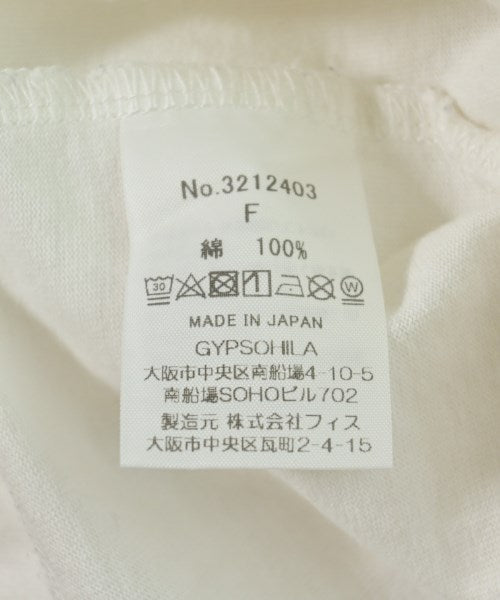 No.3212403
F
綿 100%
30 1 W
MADE IN JAPAN
GYPSOHILA
大阪市中央区南船場4-10-5
南船場SOHOビル702
製造元 株式会社フィス
大阪市中央区瓦町2-4-15